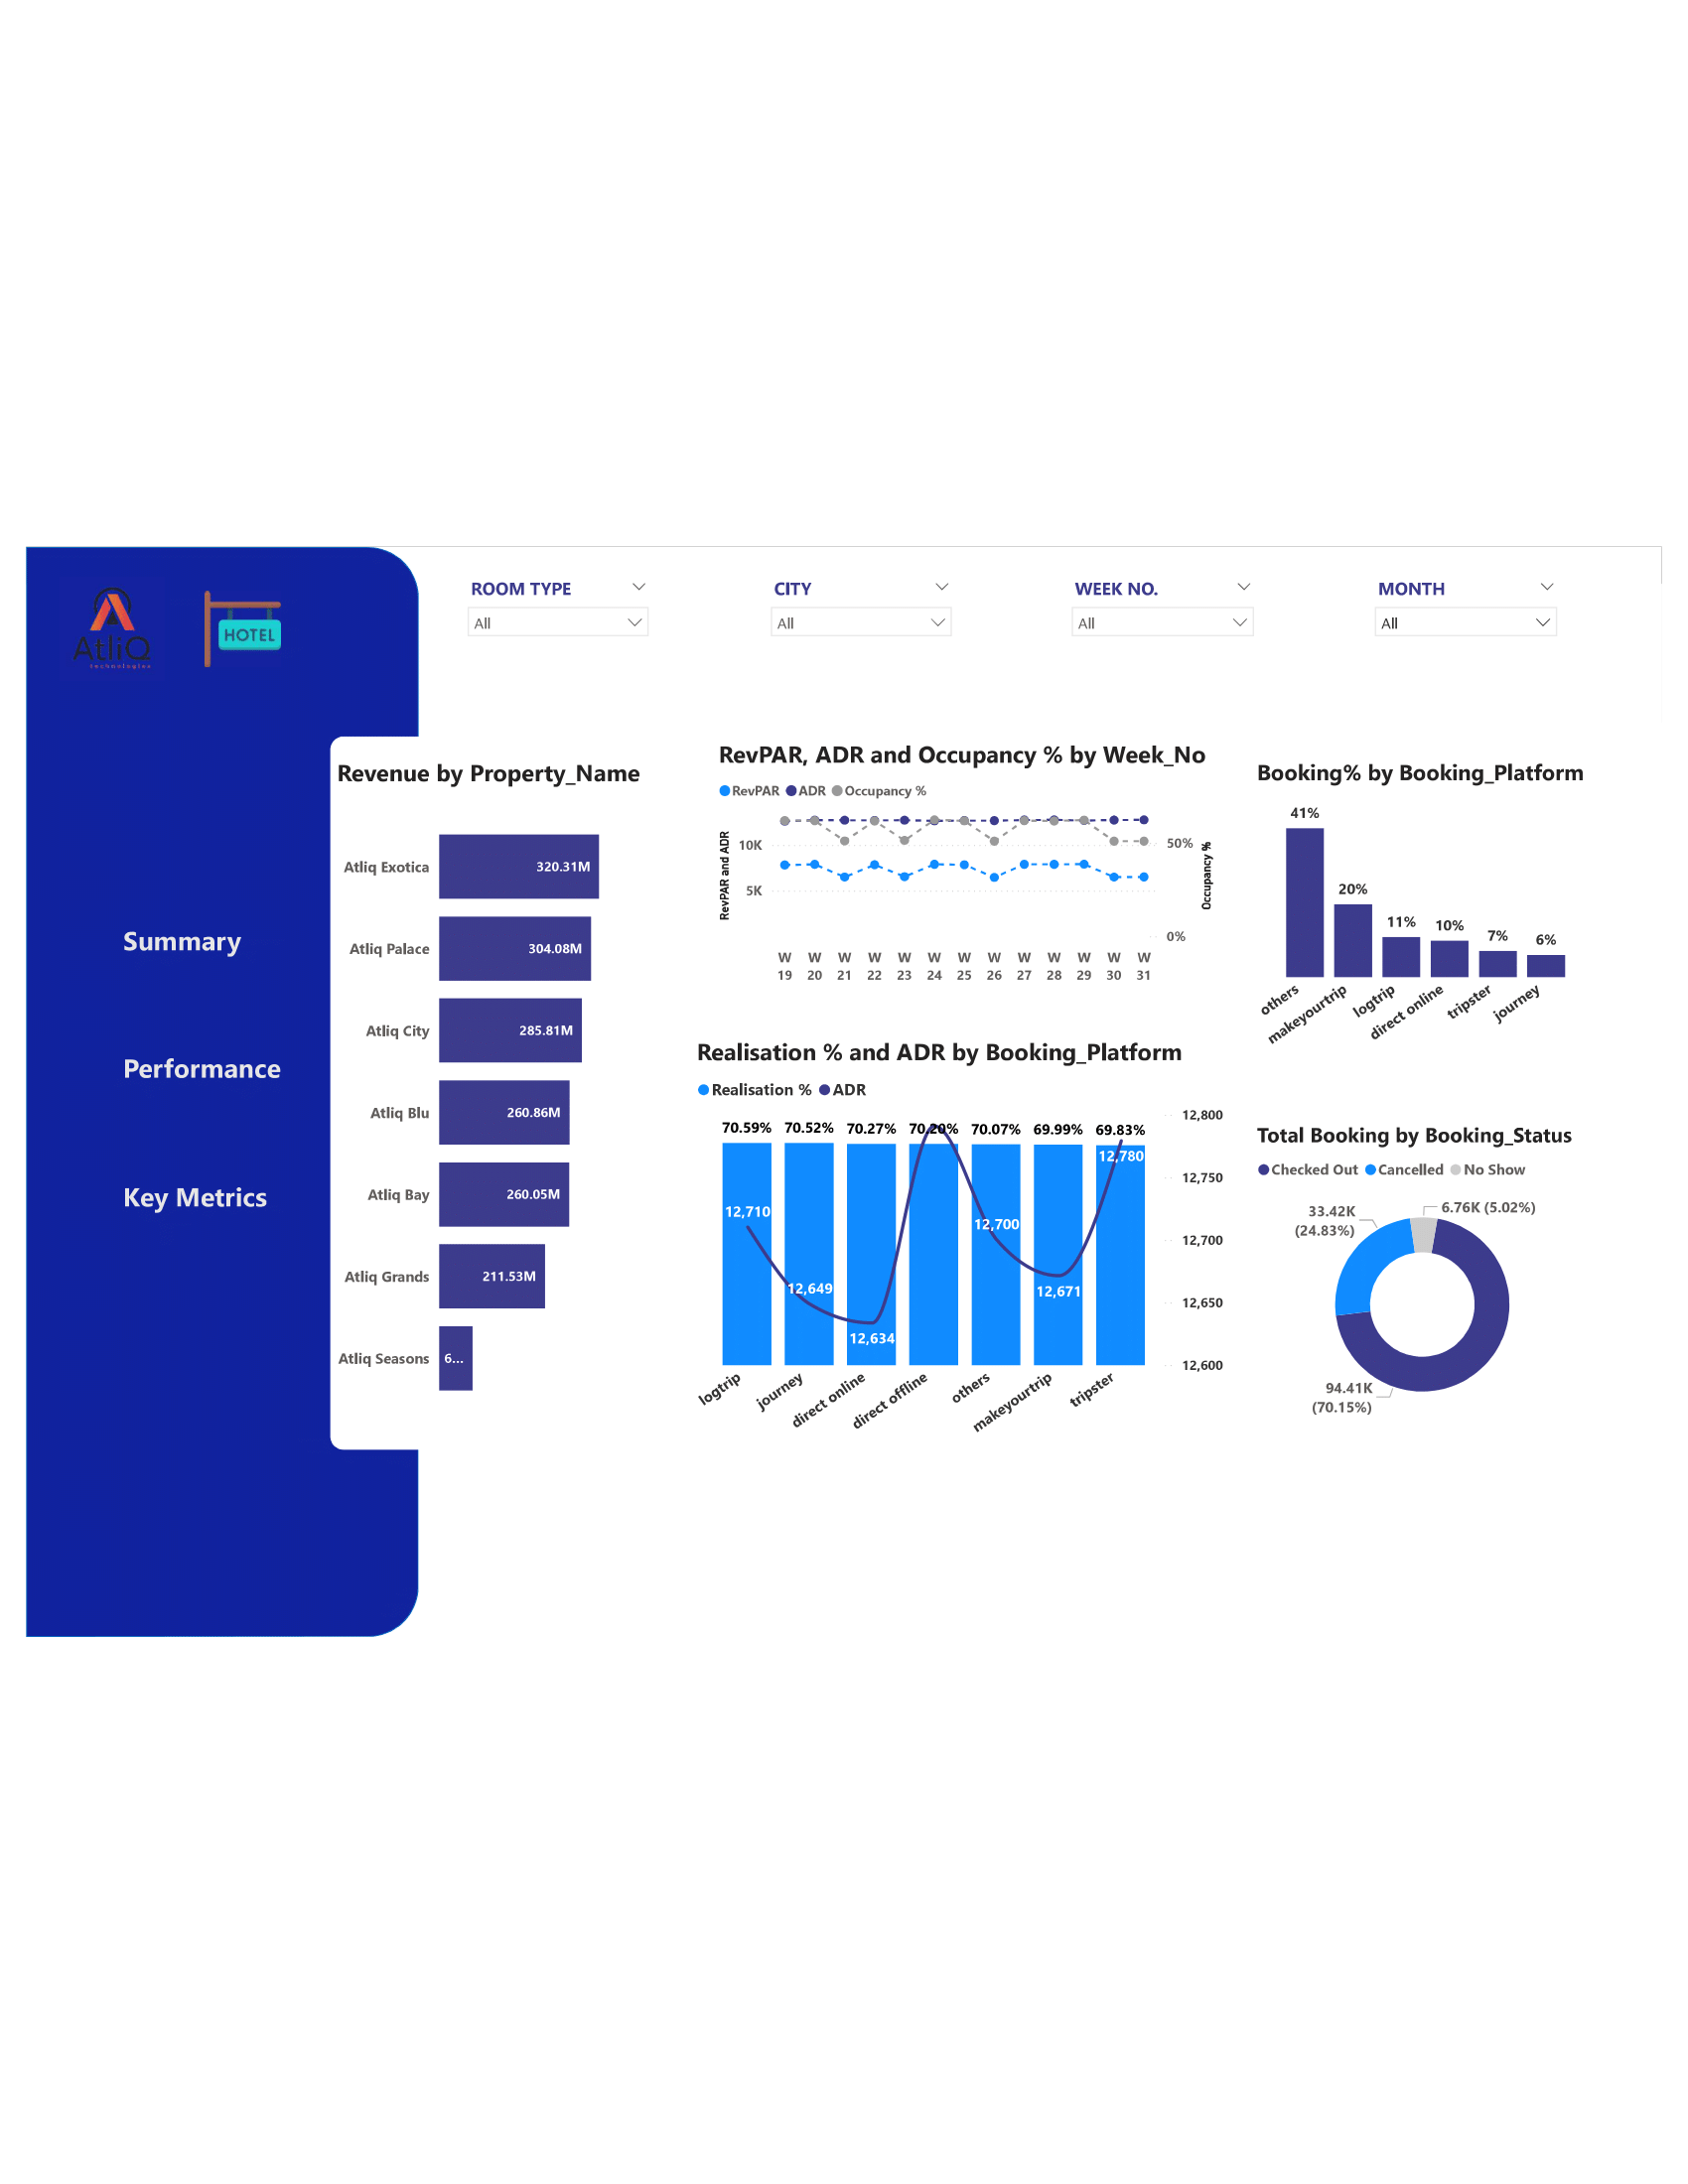 AtliQ
technologies
HOTEL
ROOM TYPE
All
CITY
All
WEEK NO.
All
MONTH
All
Summary
Performance
Key Metrics
Revenue by Property_Name
Atliq Exotica 320.31M
Atliq Palace 304.08M
Atliq City 285.81M
Atliq Blu 260.86M
Atliq Bay 260.05M
Atliq Grands 211.53M
Atliq Seasons 6...
RevPAR, ADR and Occupancy % by Week_No
RevPAR ADR Occupancy %
RevPAR and ADR
10K
5K
50%
0%
Occupancy %
W W W W W W W W W W W W W
19 20 21 22 23 24 25 26 27 28 29 30 31
Booking% by Booking_Platform
41% 20% 11% 10% 7% 6%
others makeyourtrip logtrip direct online tripster journey
Realisation % and ADR by Booking_Platform
Realisation % ADR
70.59% 70.52% 70.27% 70.20% 70.07% 69.99% 69.83%
12,710 12,649 12,634 12,700 12,671 12,780
12,800
12,750
12,700
12,650
12,600
logtrip journey direct online direct offline others makeyourtrip tripster
Total Booking by Booking_Status
Checked Out Cancelled No Show
33.42K
(24.83%)
6.76K (5.02%)
94.41K
(70.15%)